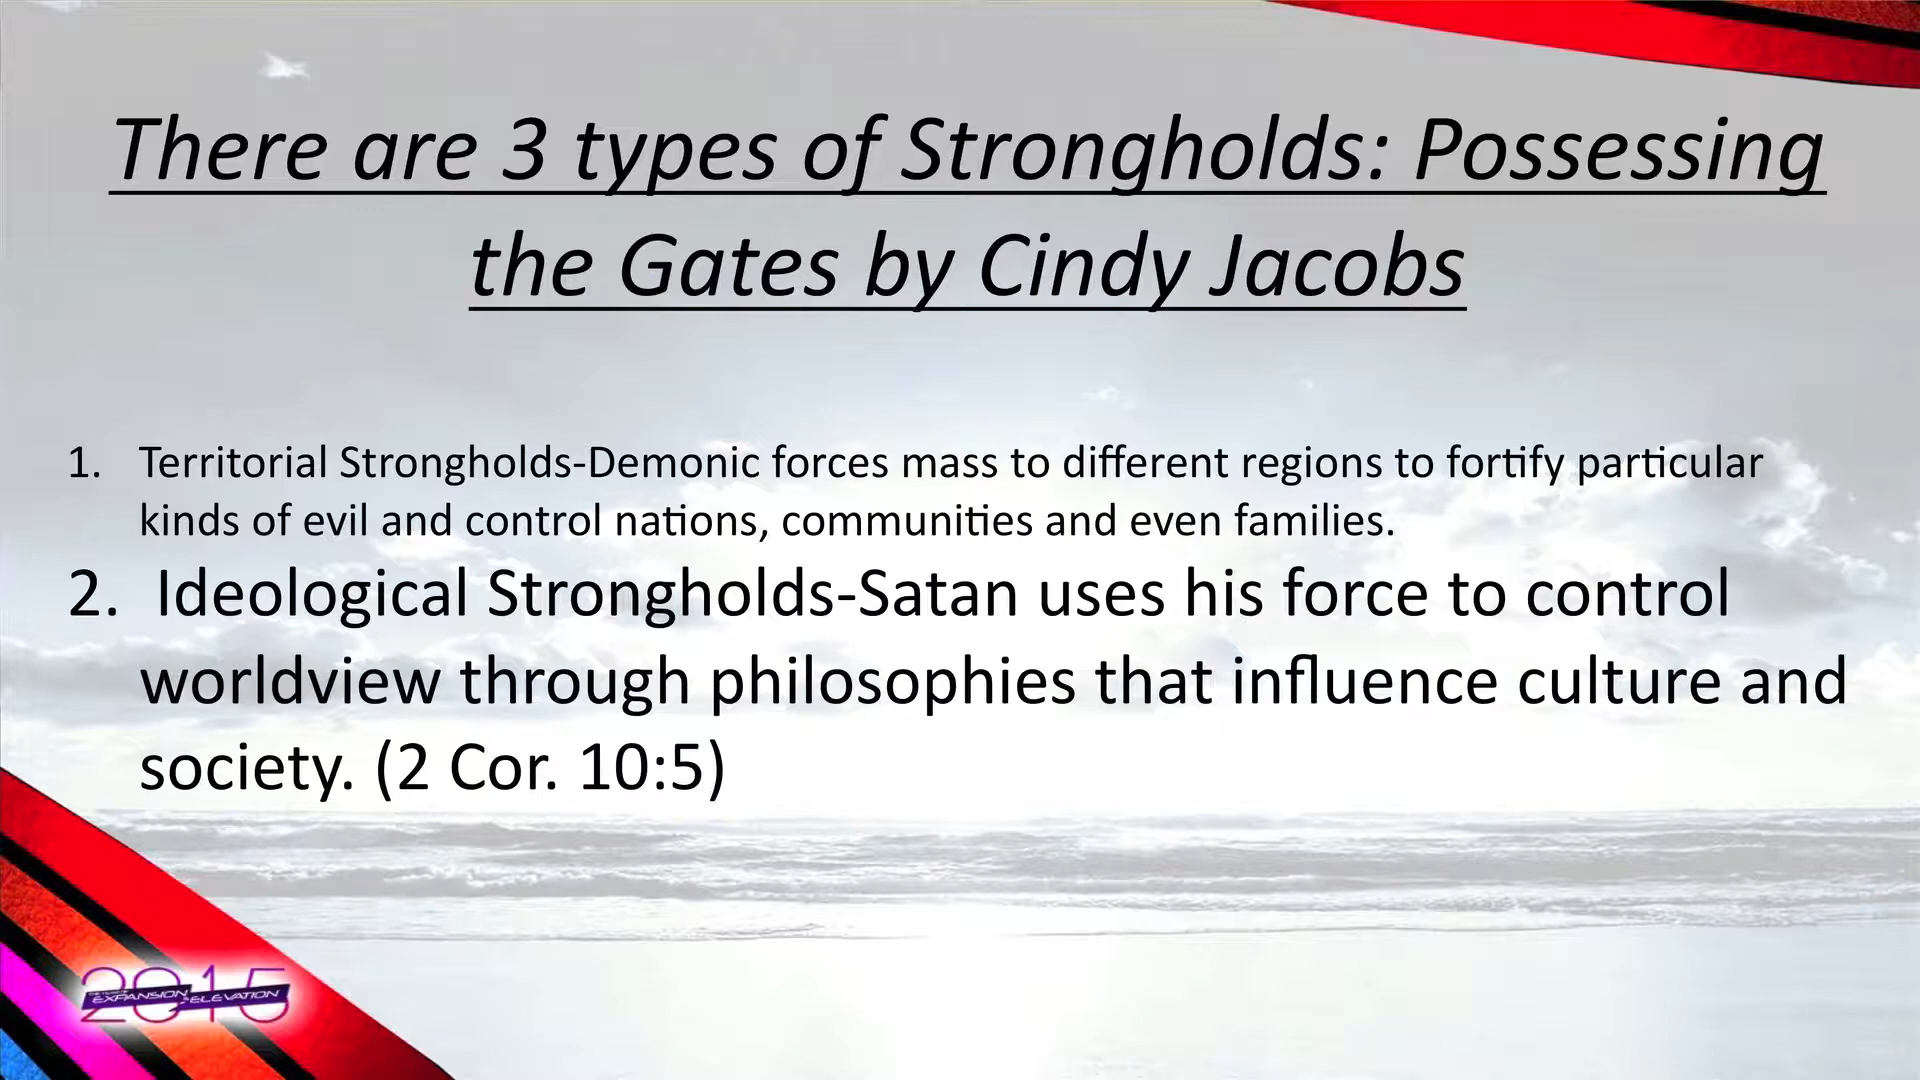 There are 3 types of Strongholds: Possessing
the Gates by Cindy Jacobs
1. Territorial Strongholds-Demonic forces mass to different regions to fortify particular
kinds of evil and control nations, communities and even families.
2. Ideological Strongholds-Satan uses his force to control
worldview through philosophies that influence culture and
society. (2 Cor. 10:5)
2015
EXPANSION
ELEVATION